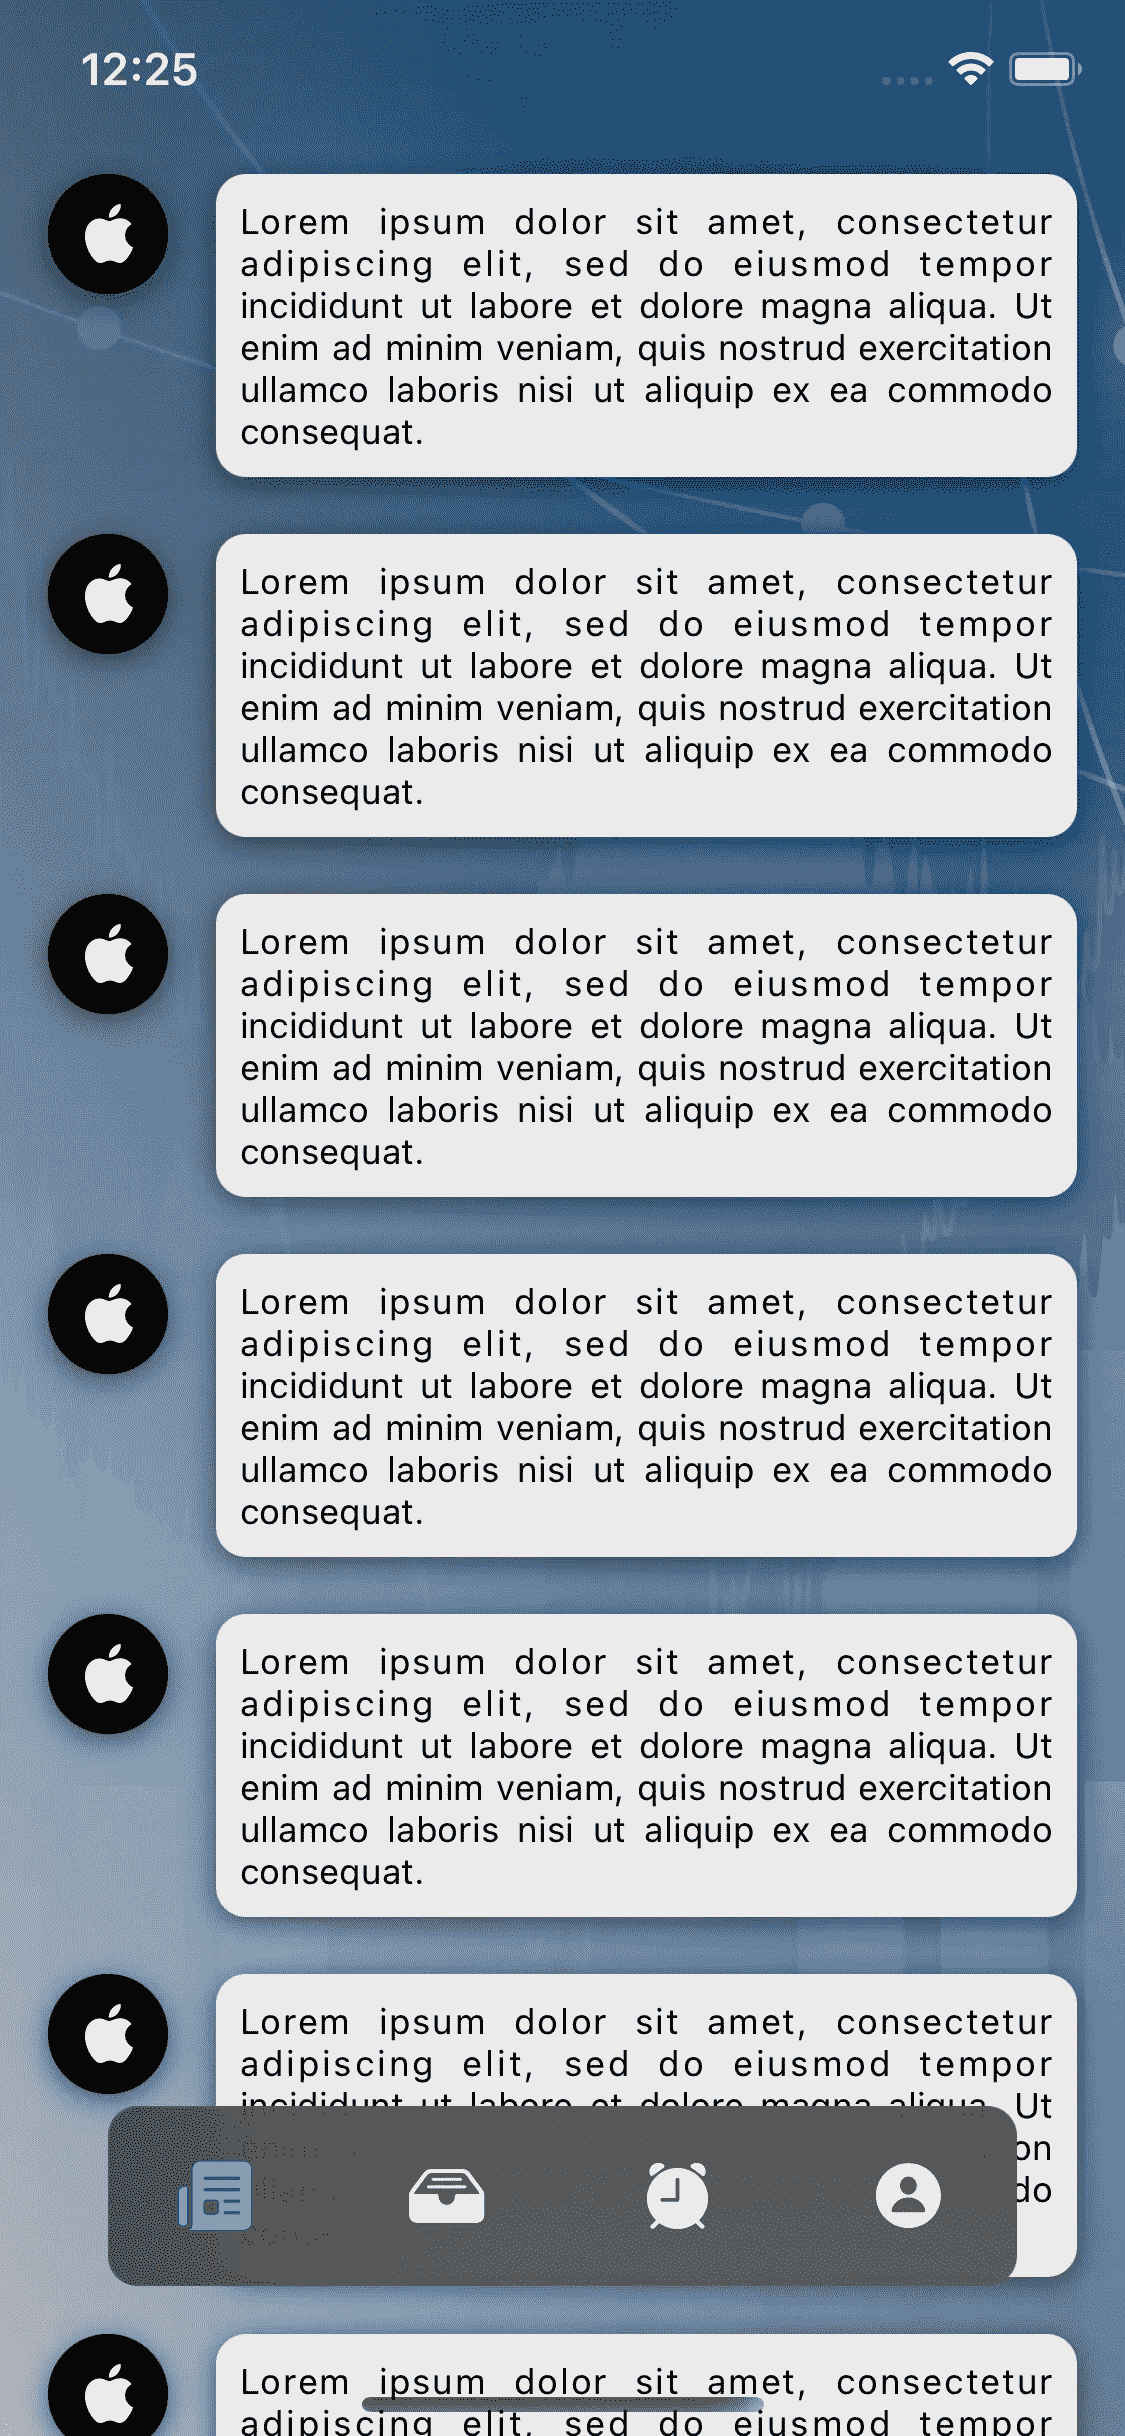 12:25
Lorem ipsum dolor sit amet, consectetur
adipiscing elit, sed do eiusmod tempor
incididunt ut labore et dolore magna aliqua. Ut
enim ad minim veniam, quis nostrud exercitation
ullamco laboris nisi ut aliquip ex ea commodo
consequat.
Lorem ipsum dolor sit amet, consectetur
adipiscing elit, sed do eiusmod tempor
incididunt ut labore et dolore magna aliqua. Ut
enim ad minim veniam, quis nostrud exercitation
ullamco laboris nisi ut aliquip ex ea commodo
consequat.
Lorem ipsum dolor sit amet, consectetur
adipiscing elit, sed do eiusmod tempor
incididunt ut labore et dolore magna aliqua. Ut
enim ad minim veniam, quis nostrud exercitation
ullamco laboris nisi ut aliquip ex ea commodo
consequat.
Lorem ipsum dolor sit amet, consectetur
adipiscing elit, sed do eiusmod tempor
incididunt ut labore et dolore magna aliqua. Ut
enim ad minim veniam, quis nostrud exercitation
ullamco laboris nisi ut aliquip ex ea commodo
consequat.
Lorem ipsum dolor sit amet, consectetur
adipiscing elit, sed do eiusmod tempor
incididunt ut labore et dolore magna aliqua. Ut
enim ad minim veniam, quis nostrud exercitation
ullamco laboris nisi ut aliquip ex ea commodo
consequat.
Lorem ipsum dolor sit amet, consectetur
adipiscing elit, sed do eiusmod tempor
incididunt ut labore et dolore magna aliqua. Ut
on
do
Lorem ipsum dolor sit amet, consectetur
adipiscing elit, sed do eiusmod tempor